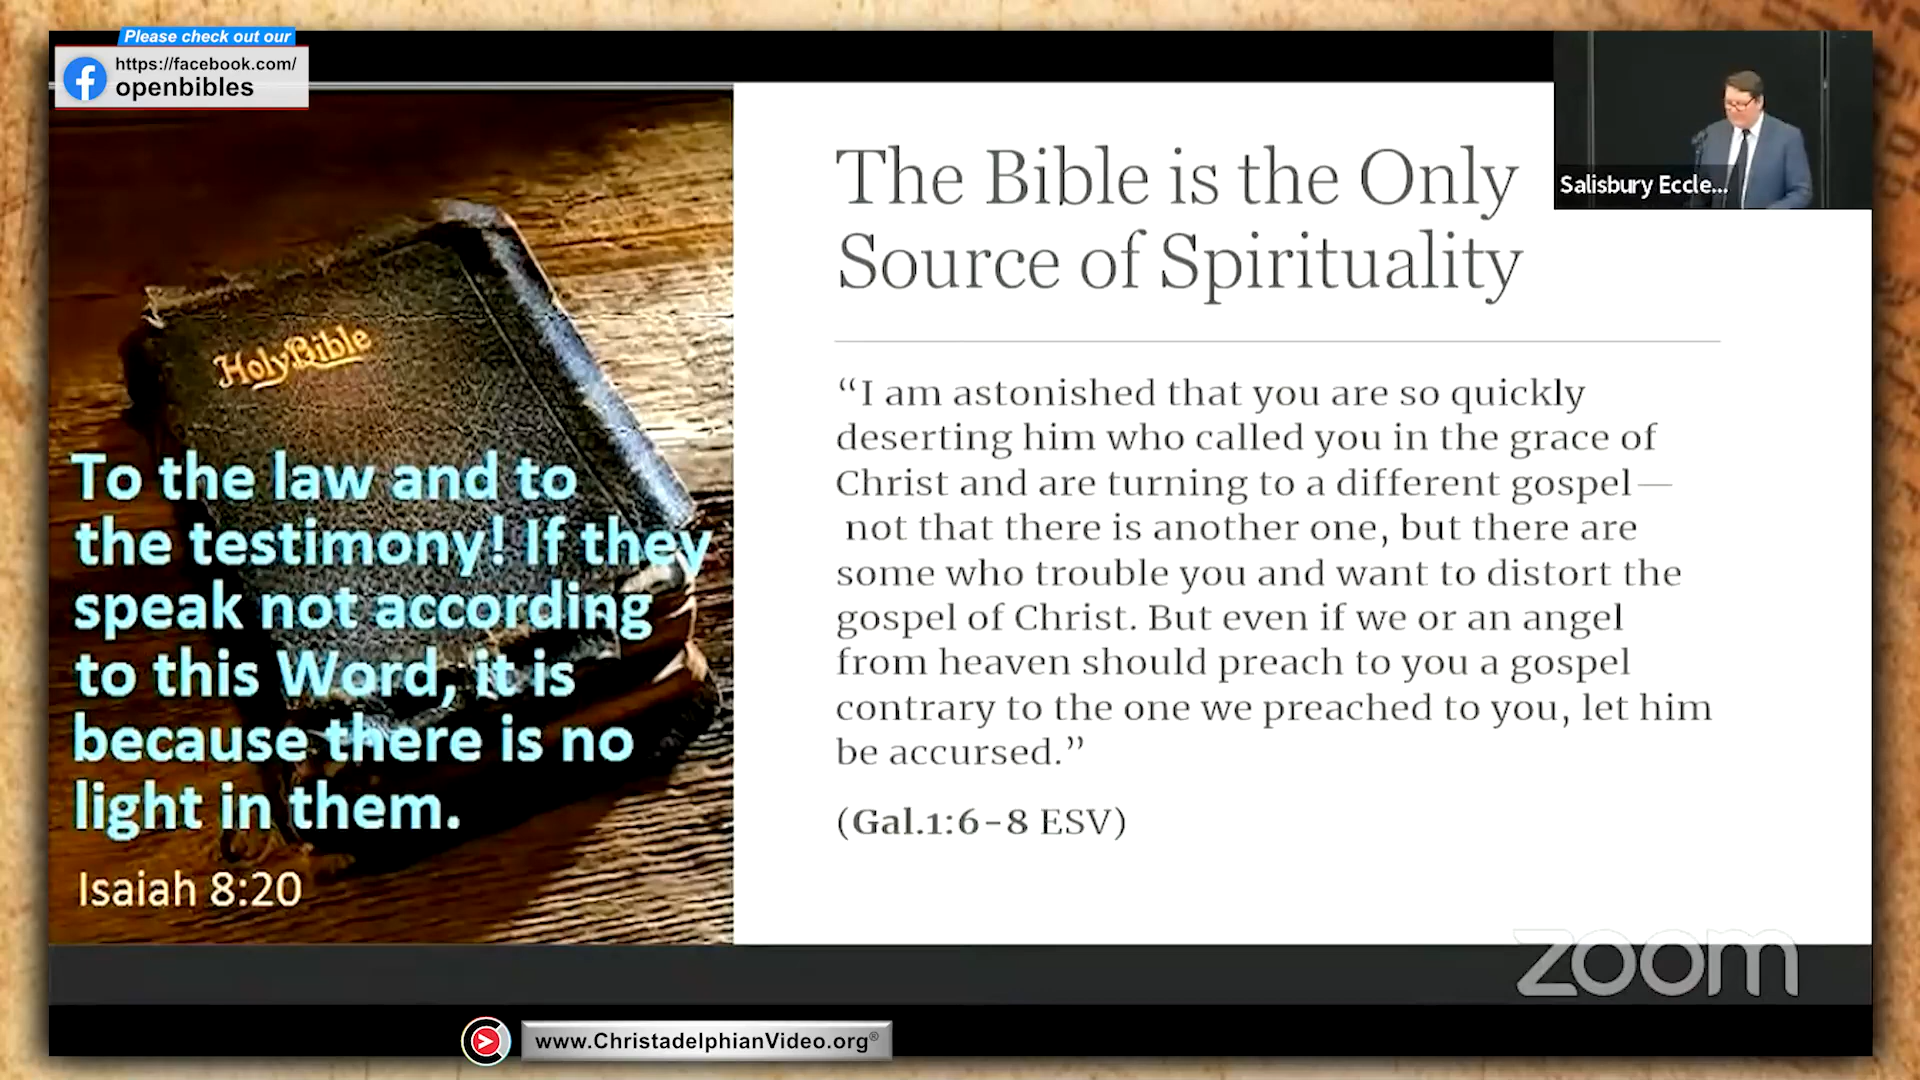 Please check out our
https://facebook.com/
openbibles
Salisbury Eccle...
The Bible is the Only
Source of Spirituality
HolyBible
To the law and to
the testimony! If they
speak not according
to this Word, it is
because there is no
light in them.
Isaiah 8:20
“I am astonished that you are so quickly
deserting him who called you in the grace of
Christ and are turning to a different gospel—
not that there is another one, but there are
some who trouble you and want to distort the
gospel of Christ. But even if we or an angel
from heaven should preach to you a gospel
contrary to the one we preached to you, let him
be accursed.”
(Gal.1:6-8 ESV)
zoom
www.ChristadelphianVideo.org®